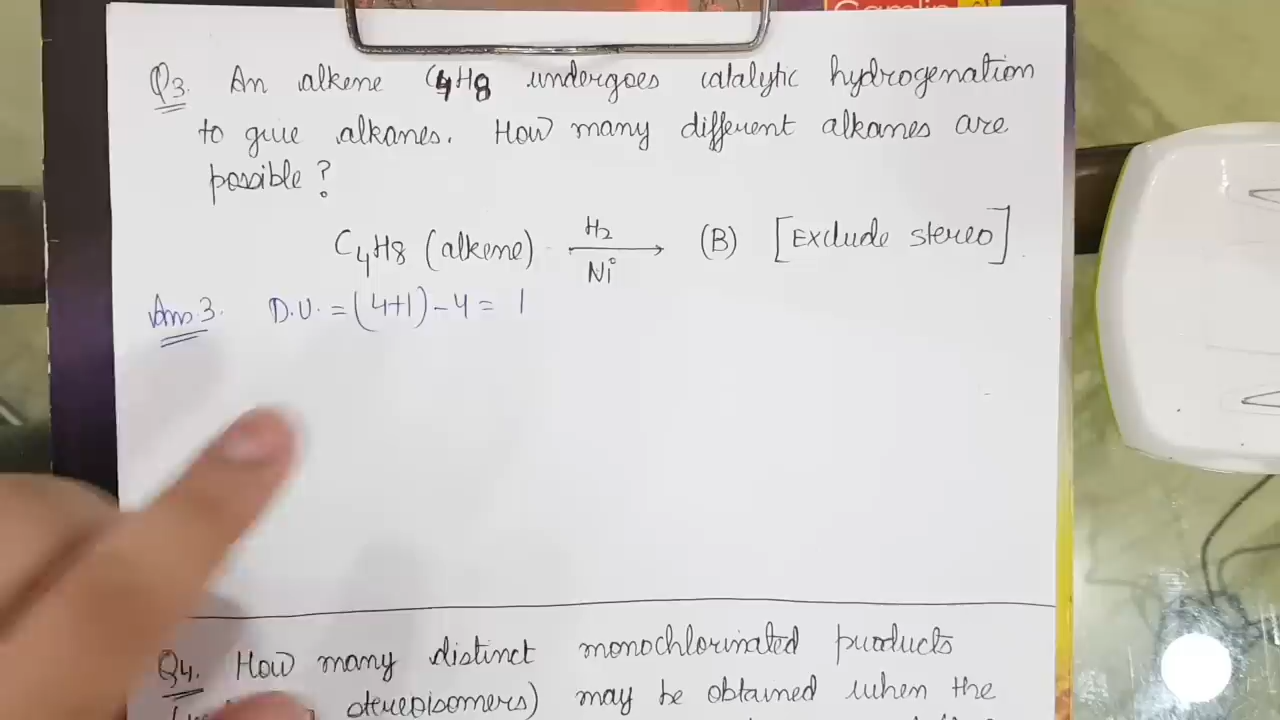 Camlin
Q3. An alkene C4H8 undergoes catalytic hydrogenation
to give alkanes. How many different alkanes are
possible?
C₄H8 (alkene) H₂ → Ni (B) [Exclude stereo]
Ans.3. D.U. = (4+1) - 4 = 1
Q4. How many distinct monochlorinated products
stereoisomers) may be obtained when the